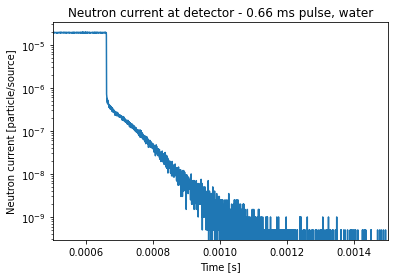 Neutron current at detector - 0.66 ms pulse, water
10⁻⁵
10⁻⁶
10⁻⁷
10⁻⁸
10⁻⁹
Neutron current [particle/source]
0.0006 0.0008 0.0010 0.0012 0.0014
Time [s]